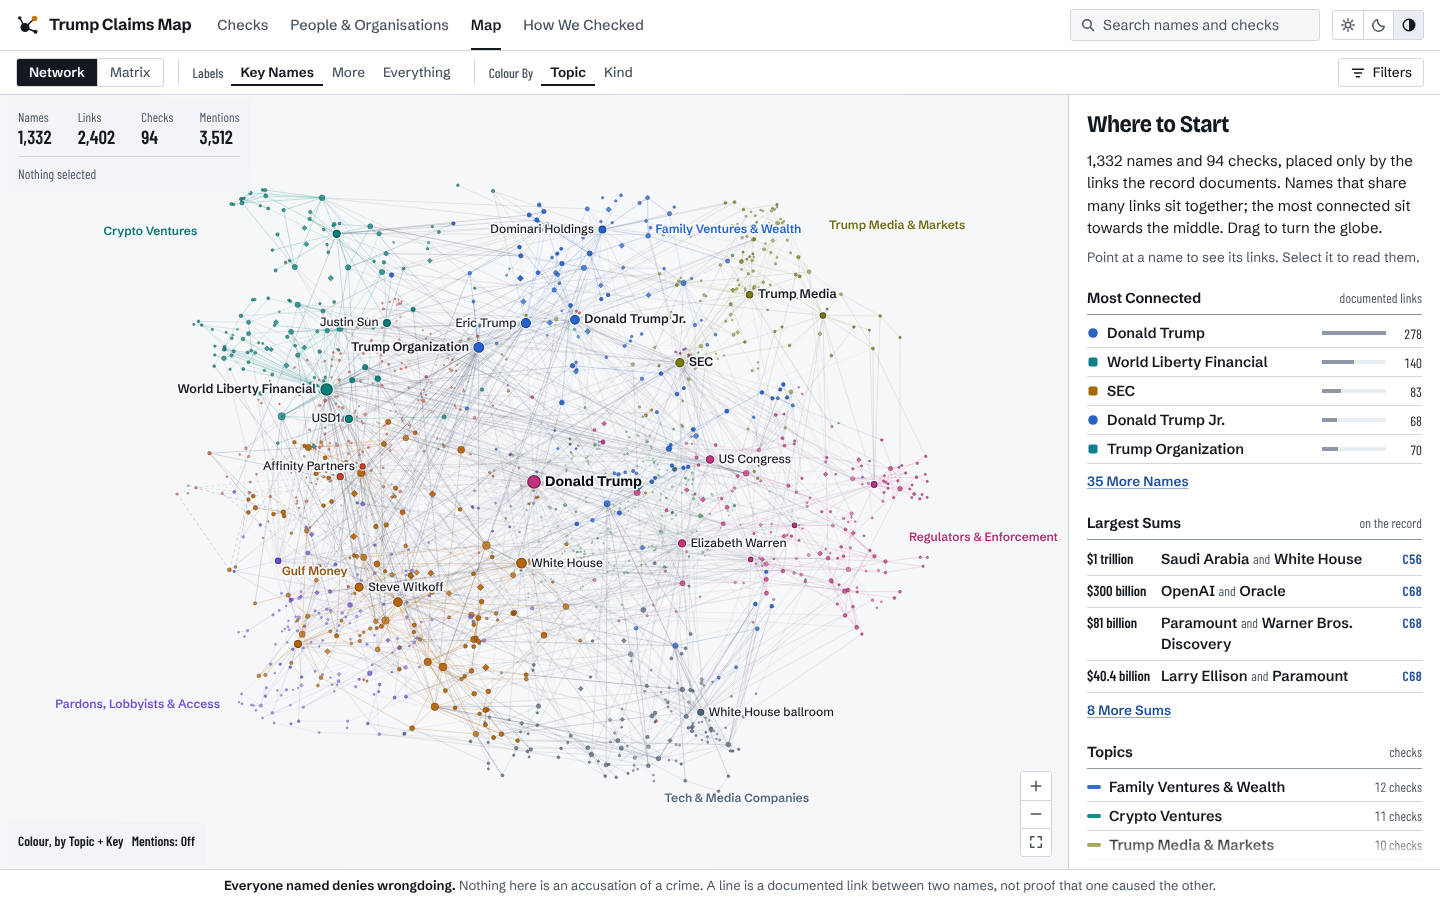 Trump Claims Map
Checks
People & Organisations
Map
How We Checked
Search names and checks
Network
Matrix
Labels
Key Names
More
Everything
Colour By
Topic
Kind
Filters
Names
Links
Checks
Mentions
1,332
2,402
94
3,512
Nothing selected
Crypto Ventures
Dominari Holdings
Family Ventures & Wealth
Trump Media & Markets
Trump Media
Justin Sun
Eric Trump
Donald Trump Jr.
Trump Organization
SEC
World Liberty Financial
USD1
Affinity Partners
US Congress
Donald Trump
Regulators & Enforcement
Elizabeth Warren
White House
Gulf Money
Steve Witkoff
Pardons, Lobbyists & Access
White House ballroom
Tech & Media Companies
Colour, by Topic + Key
Mentions: Off
Where to Start
1,332 names and 94 checks, placed only by the
links the record documents. Names that share
many links sit together; the most connected sit
towards the middle. Drag to turn the globe.
Point at a name to see its links. Select it to read them.
Most Connected
documented links
Donald Trump
278
World Liberty Financial
140
SEC
83
Donald Trump Jr.
68
Trump Organization
70
35 More Names
Largest Sums
on the record
$1 trillion
Saudi Arabia and White House
C56
$300 billion
OpenAI and Oracle
C68
$81 billion
Paramount and Warner Bros.
Discovery
C68
$40.4 billion
Larry Ellison and Paramount
C68
8 More Sums
Topics
checks
Family Ventures & Wealth
12 checks
Crypto Ventures
11 checks
Trump Media & Markets
10 checks
Everyone named denies wrongdoing. Nothing here is an accusation of a crime. A line is a documented link between two names, not proof that one caused the other.